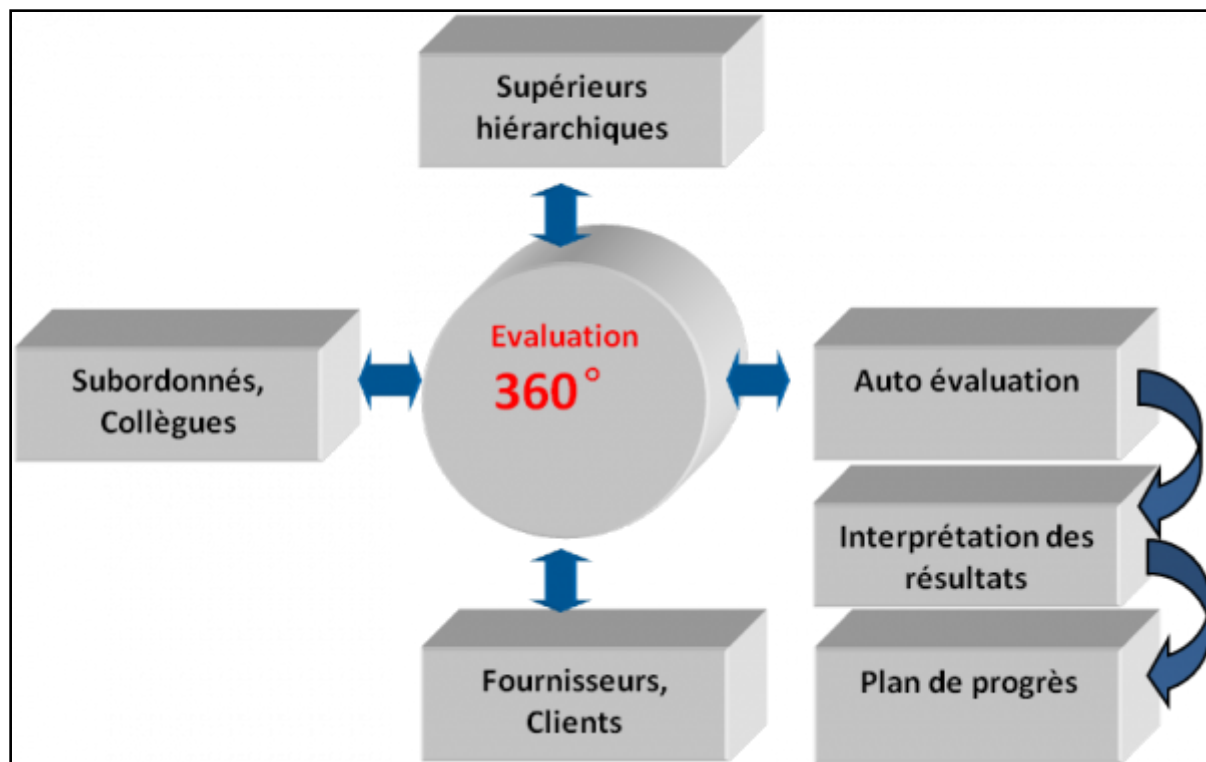 Supérieurs
hiérarchiques
Evaluation
360°
Subordonnés,
Collègues
Auto évaluation
Interprétation des
résultats
Fournisseurs,
Clients
Plan de progrès